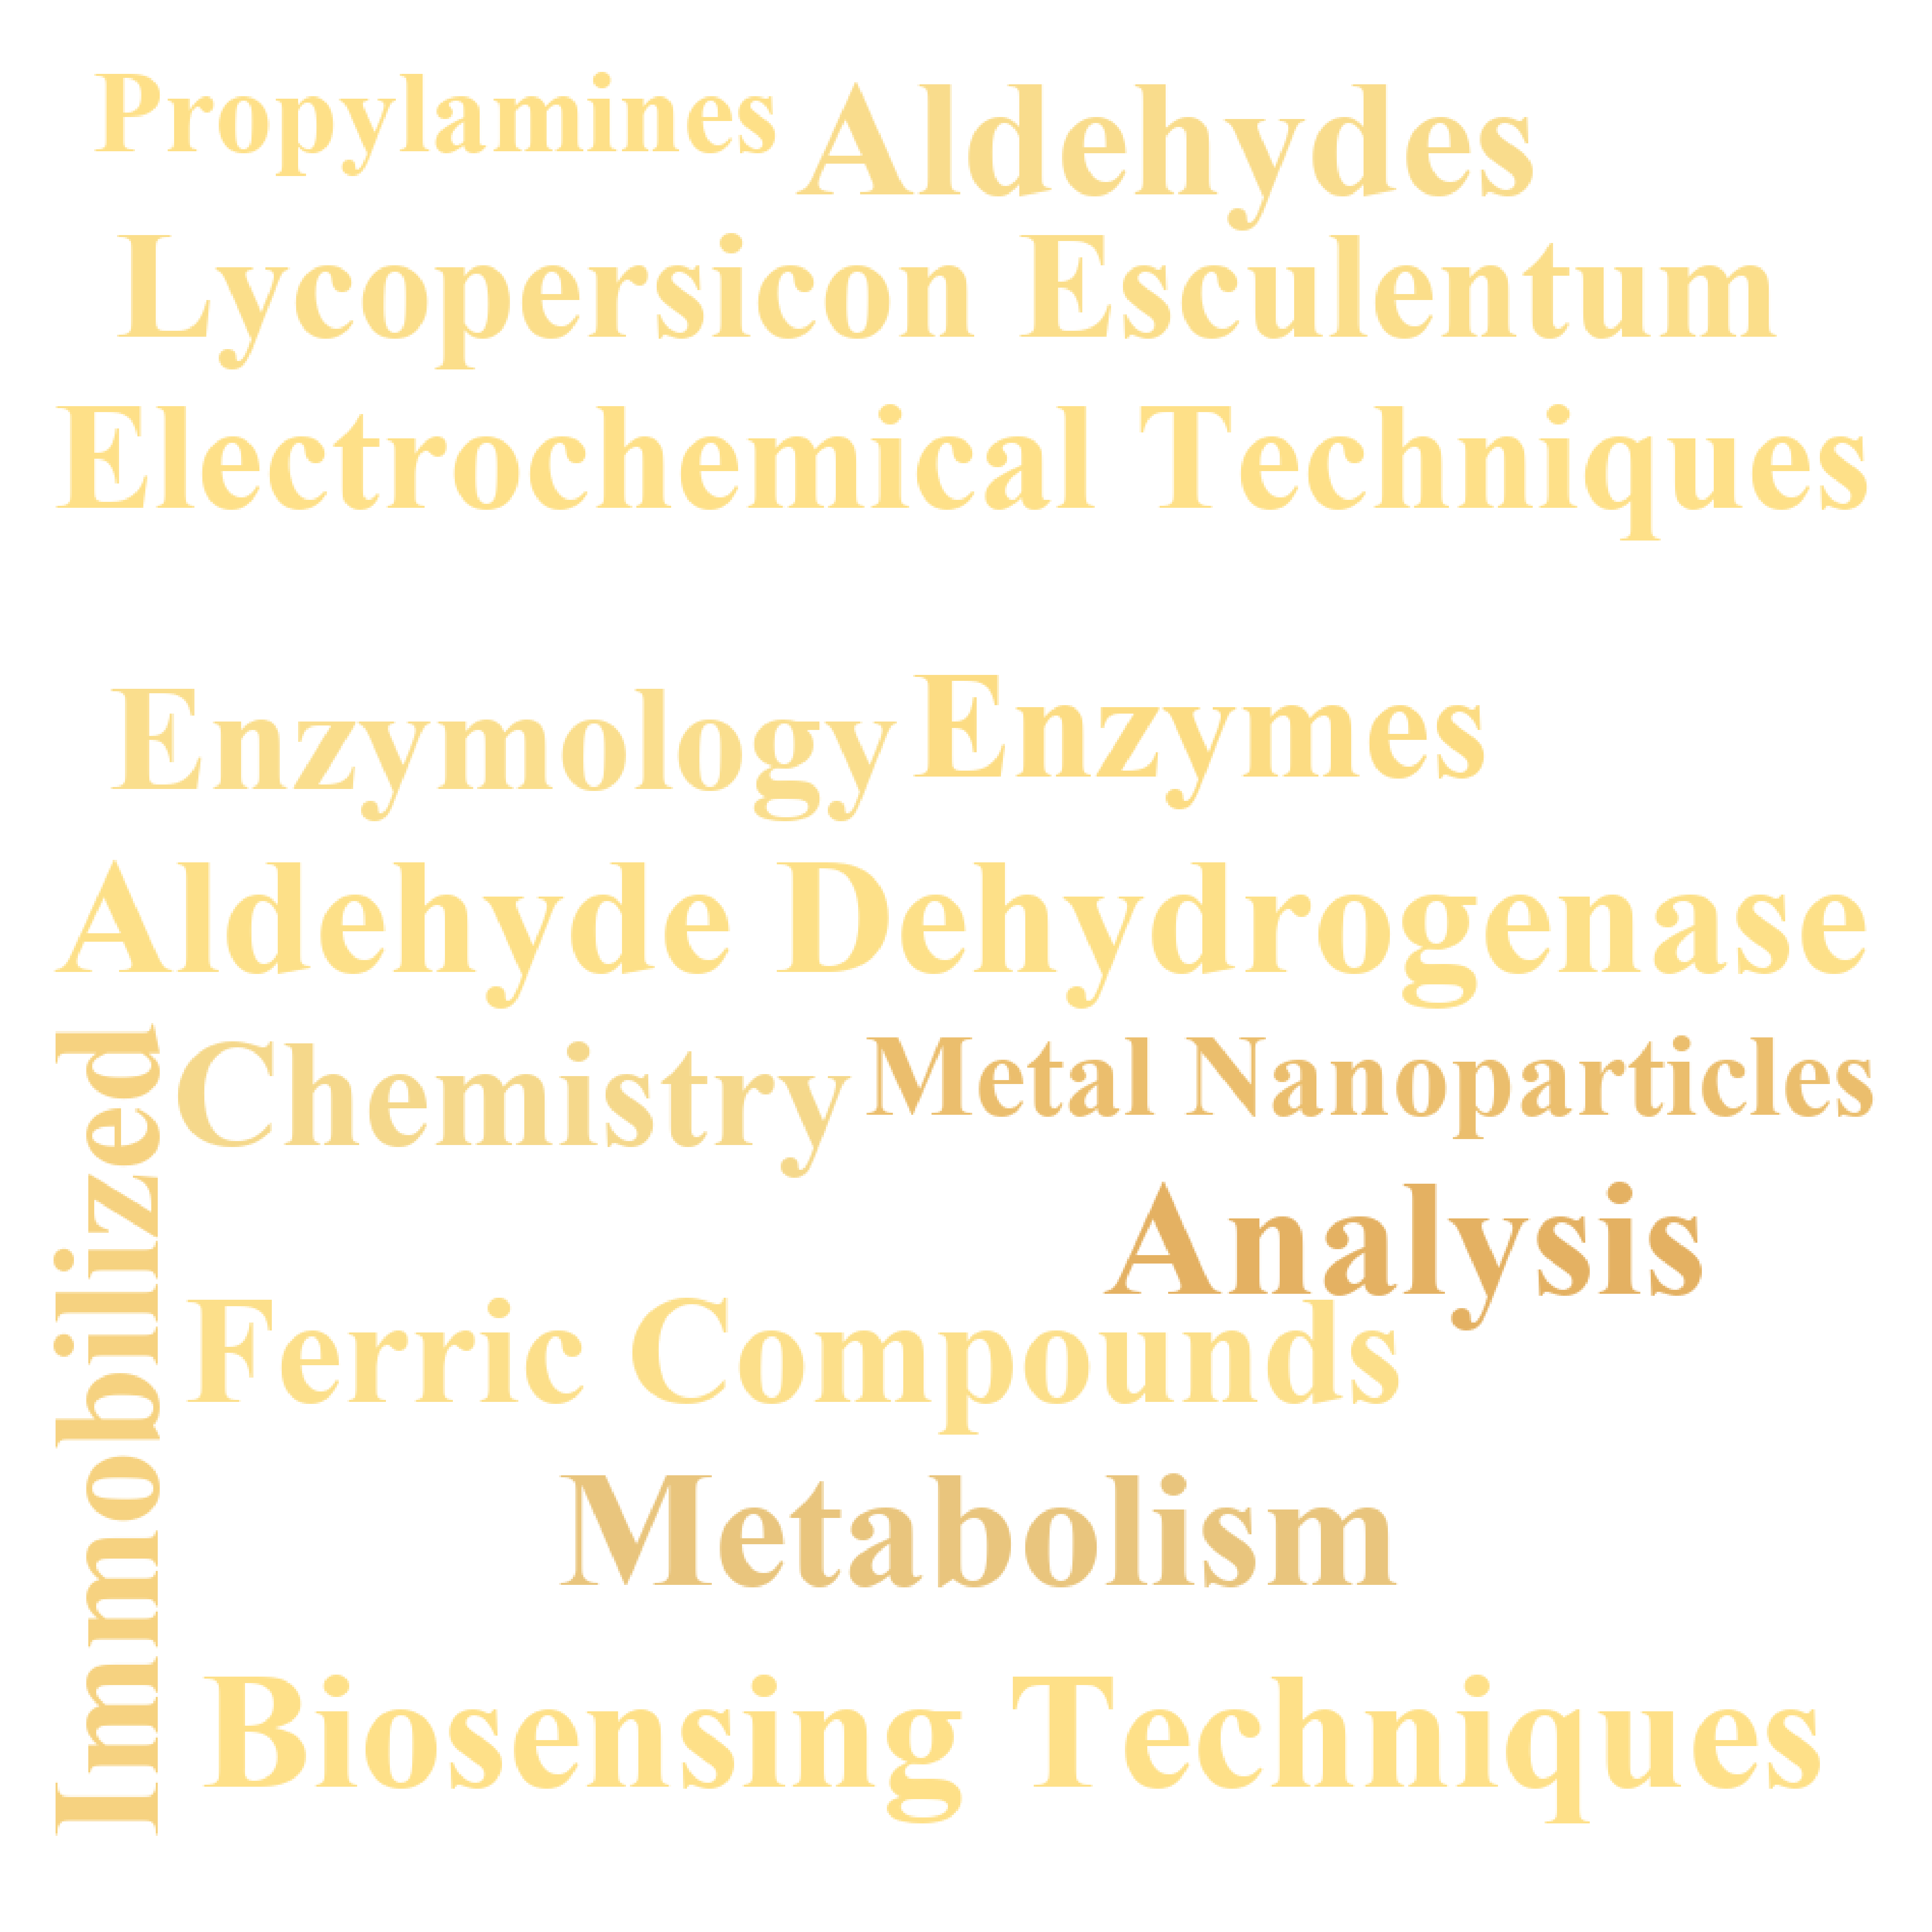 Propylamines Aldehydes
Lycopersicon Esculentum
Electrochemical Techniques
Enzymology Enzymes
Aldehyde Dehydrogenase
Immobilized
Chemistry Metal Nanoparticles
Analysis
Ferric Compounds
Metabolism
Biosensing Techniques